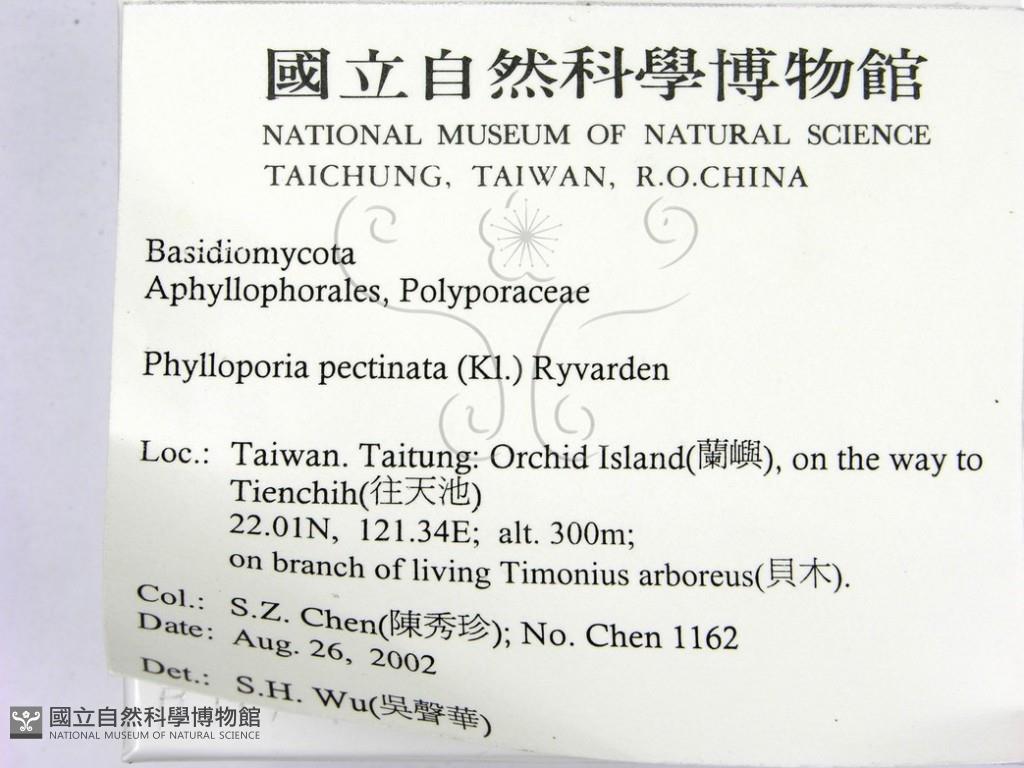 國立自然科學博物館
NATIONAL MUSEUM OF NATURAL SCIENCE
TAICHUNG, TAIWAN, R.O.CHINA
Basidiomycota
Aphyllophorales, Polyporaceae
Phylloporia pectinata (Kl.) Ryvarden
Loc.: Taiwan. Taitung: Orchid Island(蘭嶼), on the way to
Tienchih(往天池)
22.01N, 121.34E; alt. 300m;
on branch of living Timonius arboreus(貝木).
Col.: S.Z. Chen(陳秀珍); No. Chen 1162
Date: Aug. 26, 2002
Det.: S.H. Wu(吳聲華)
國立自然科學博物館
NATIONAL MUSEUM OF NATURAL SCIENCE